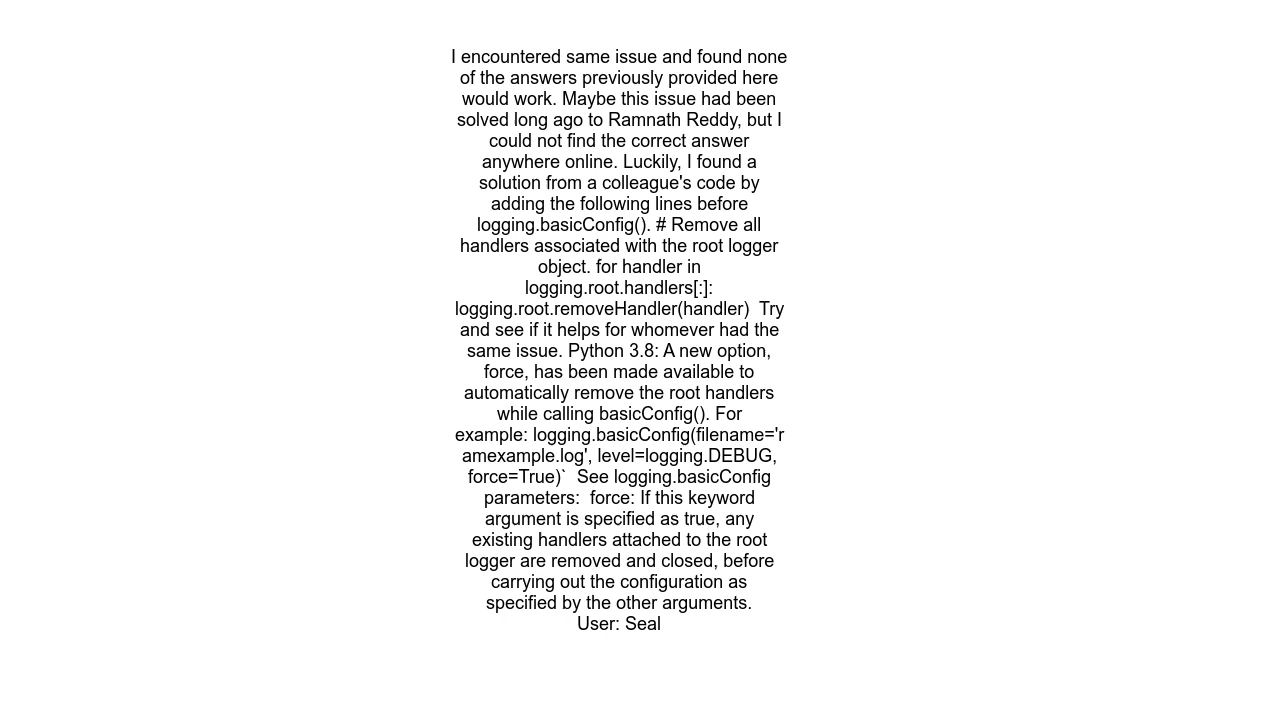 I encountered same issue and found none
of the answers previously provided here
would work. Maybe this issue had been
solved long ago to Ramnath Reddy, but I
could not find the correct answer
anywhere online. Luckily, I found a
solution from a colleague's code by
adding the following lines before
logging.basicConfig(). # Remove all
handlers associated with the root logger
object. for handler in
logging.root.handlers[:]:
logging.root.removeHandler(handler)  Try
and see if it helps for whomever had the
same issue. Python 3.8: A new option,
force, has been made available to
automatically remove the root handlers
while calling basicConfig(). For
example: logging.basicConfig(filename='r
amexample.log', level=logging.DEBUG,
force=True)`  See logging.basicConfig
parameters:  force: If this keyword
argument is specified as true, any
existing handlers attached to the root
logger are removed and closed, before
carrying out the configuration as
specified by the other arguments.
User: Seal